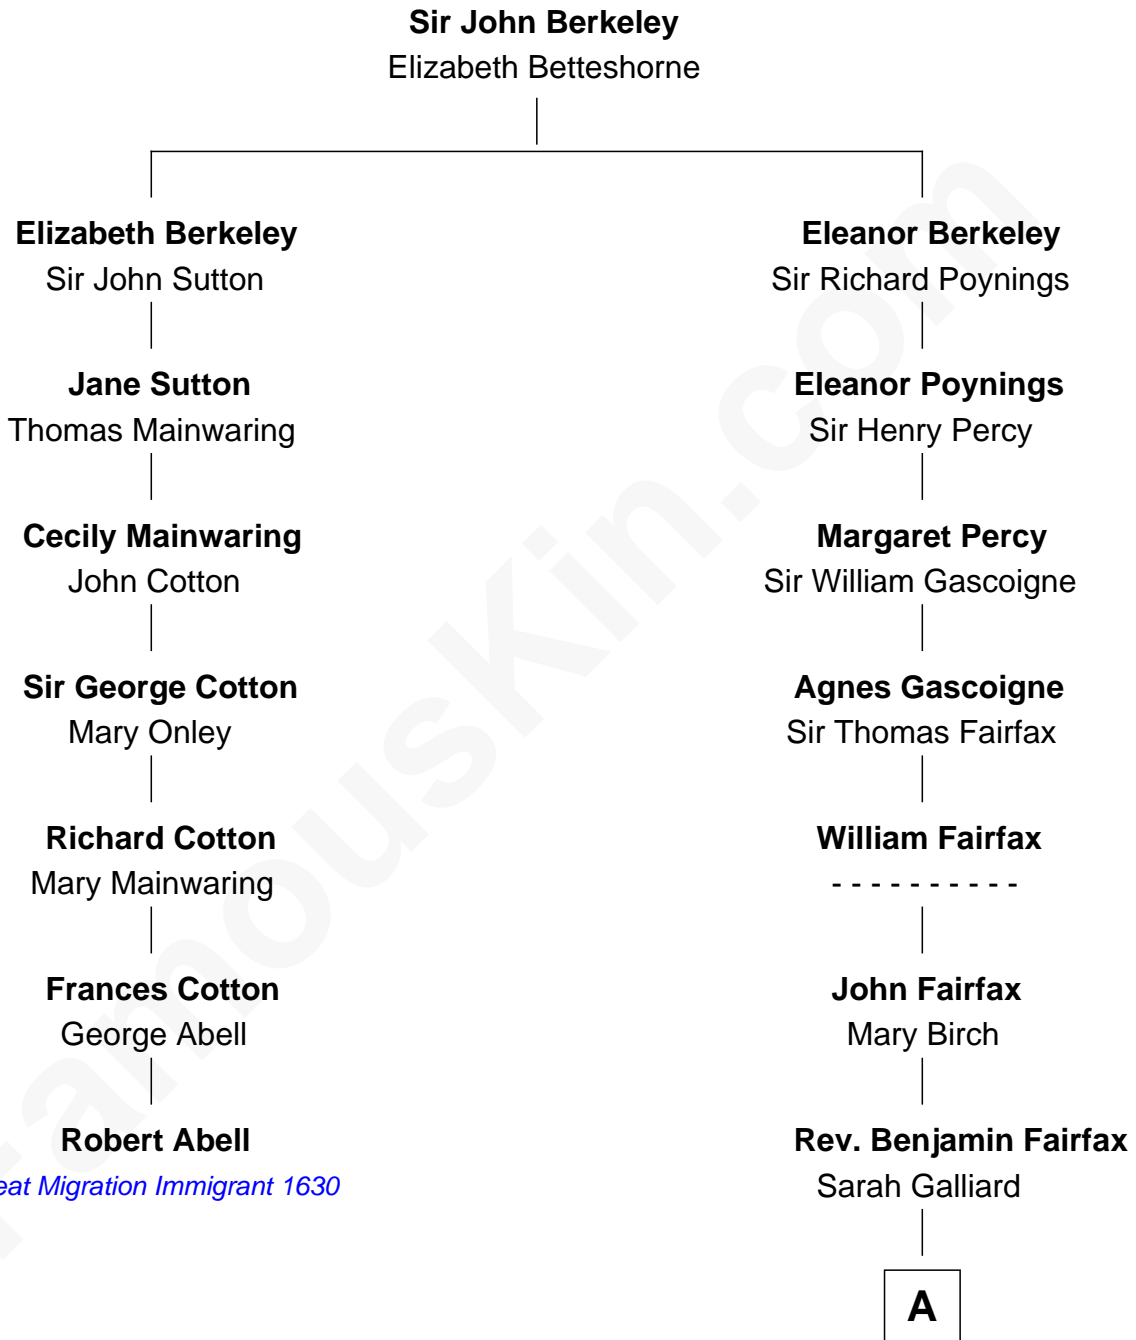 Sir John Berkeley
Elizabeth Betteshorne
Elizabeth Berkeley
Sir John Sutton
Jane Sutton
Thomas Mainwaring
Cecily Mainwaring
John Cotton
Sir George Cotton
Mary Onley
Richard Cotton
Mary Mainwaring
Frances Cotton
George Abell
Robert Abell
eat Migration Immigrant 1630
Eleanor Berkeley
Sir Richard Poynings
Eleanor Poynings
Sir Henry Percy
Margaret Percy
Sir William Gascoigne
Agnes Gascoigne
Sir Thomas Fairfax
William Fairfax
- - - - - - - - - -
John Fairfax
Mary Birch
Rev. Benjamin Fairfax
Sarah Galliard
A
FamousKin.com